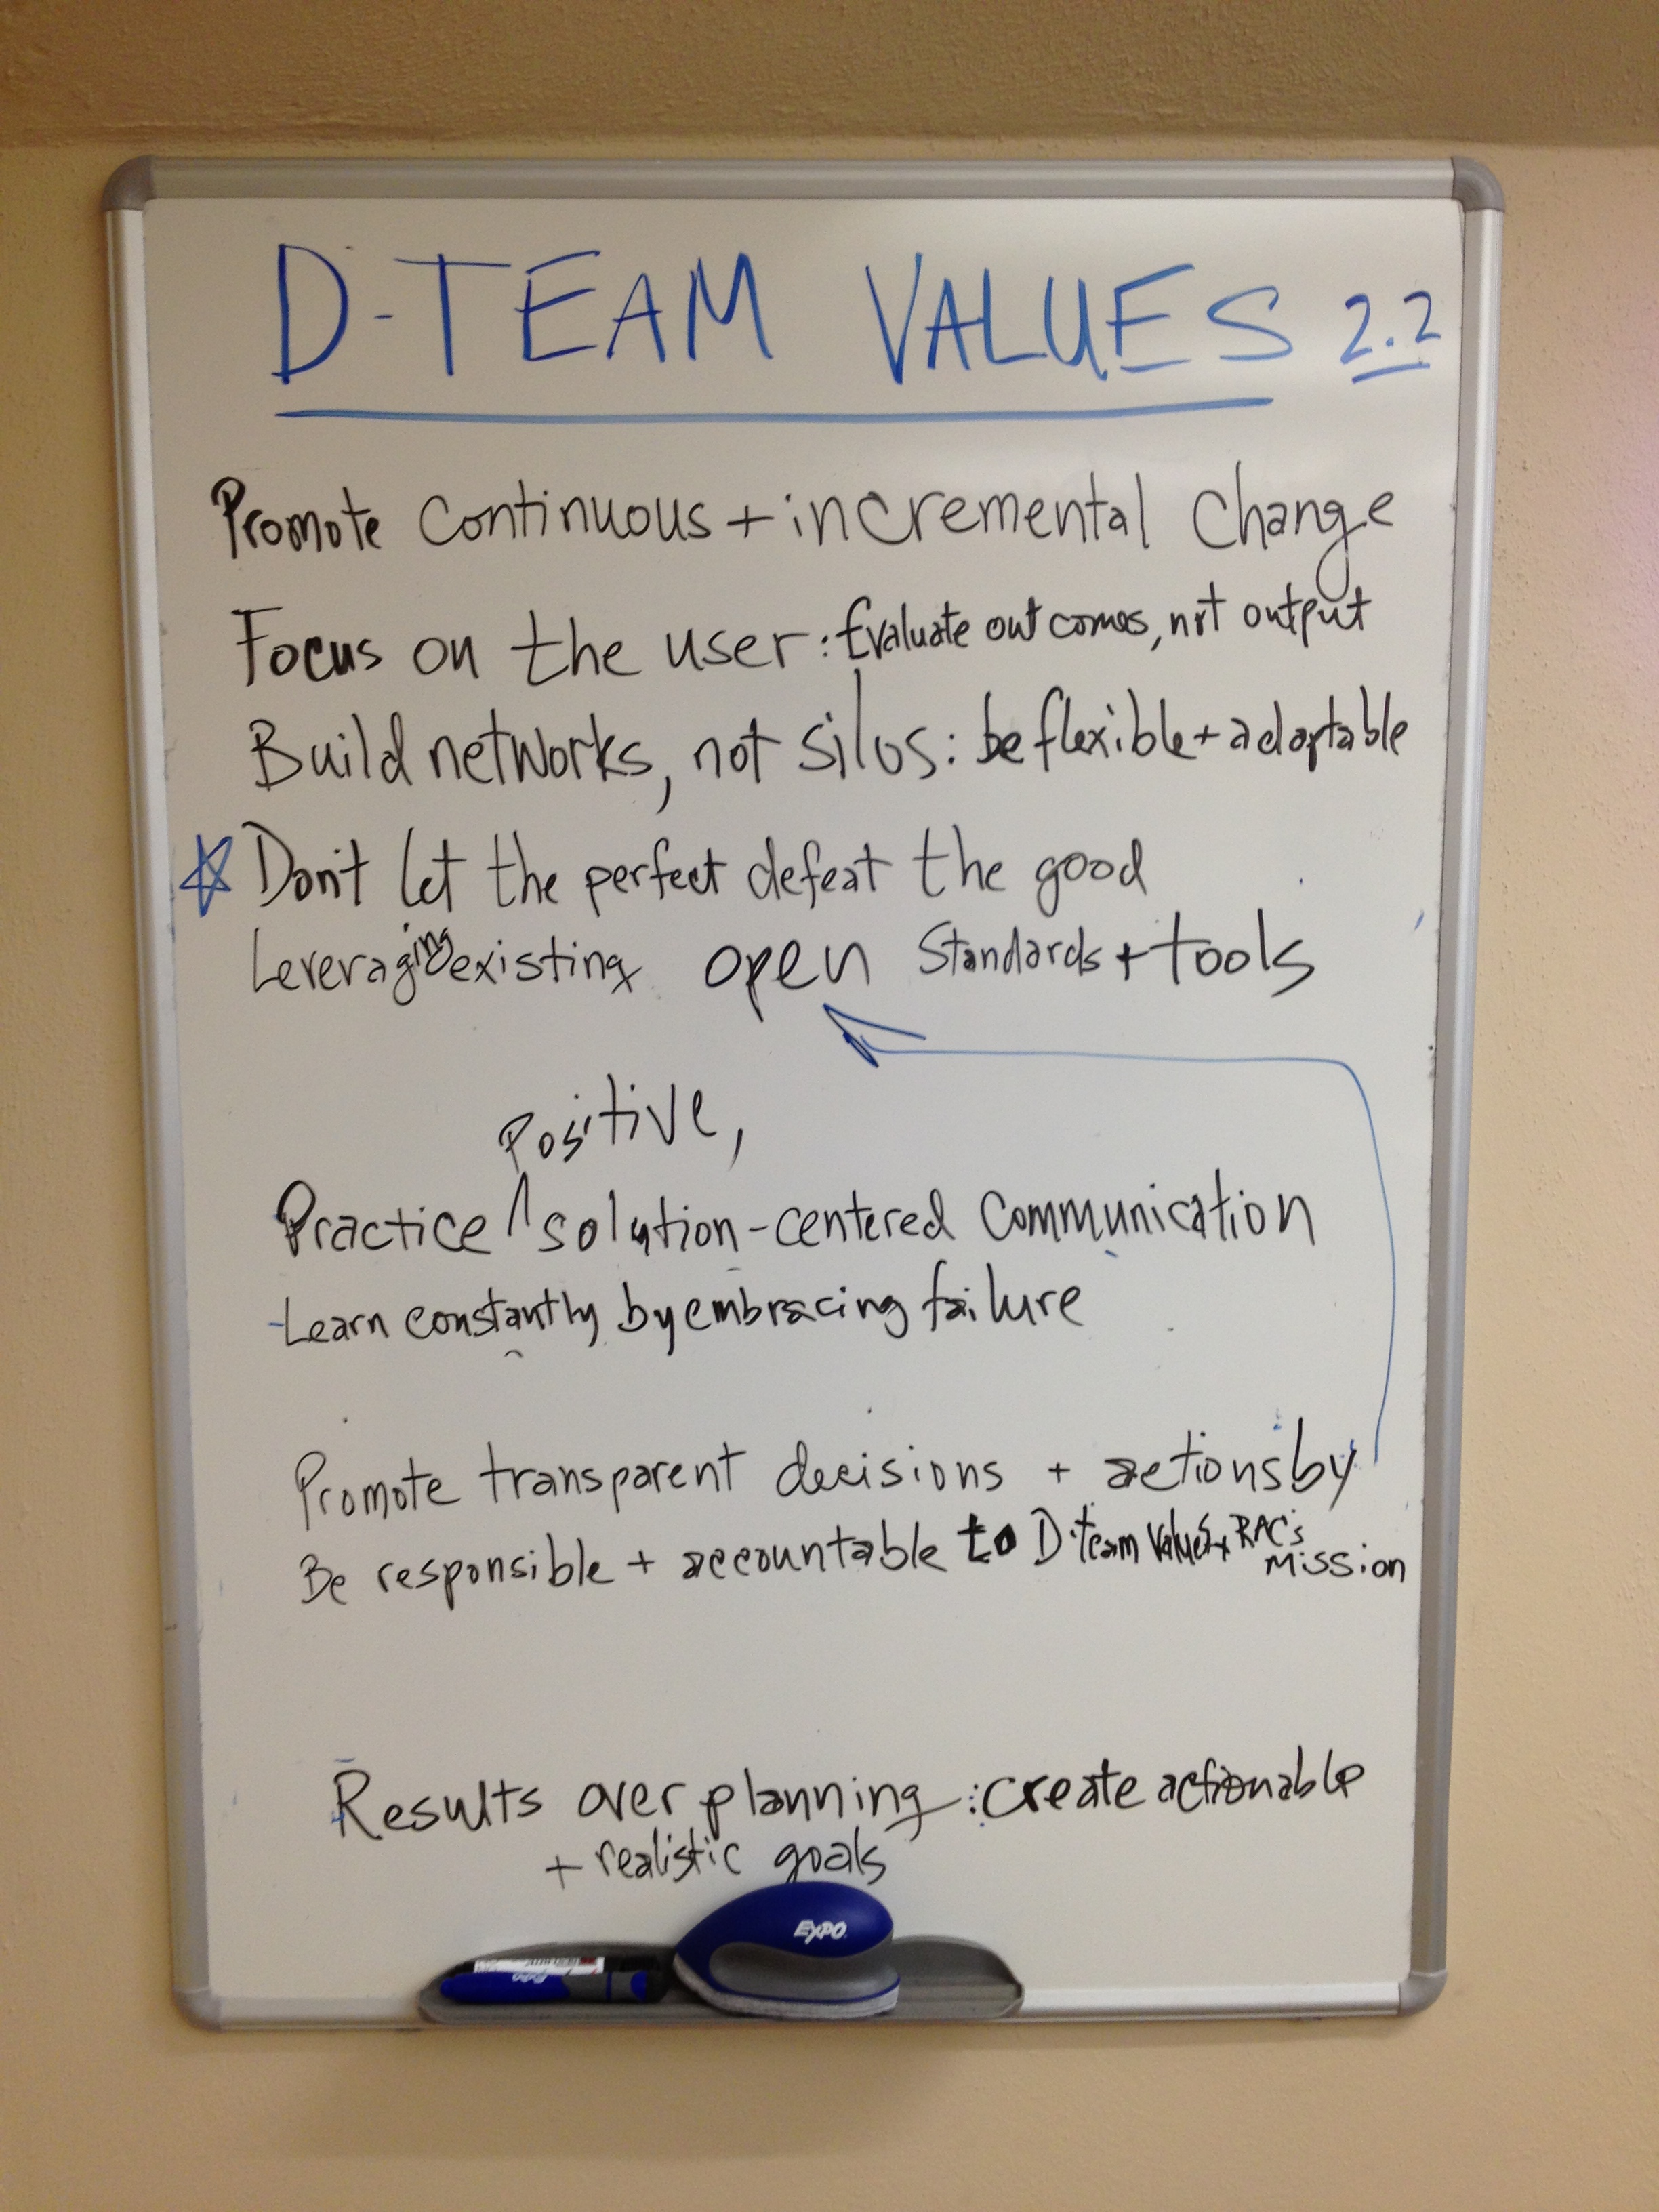 D-TEAM VALUES 2.2
Promote continuous + incremental change
Focus on the user: Evaluate outcomes, not output
Build networks, not silos: be flexible + adaptable
Don't let the perfect defeat the good
Leveraging existing open standards + tools
Positive,
Practice ^ solution-centered communication
Learn constantly by embracing failure
Promote transparent decisions + actions by
Be responsible + accountable to D-team Values + RAC's
Mission
Results over planning: create actionable
+ realistic goals
EXPO